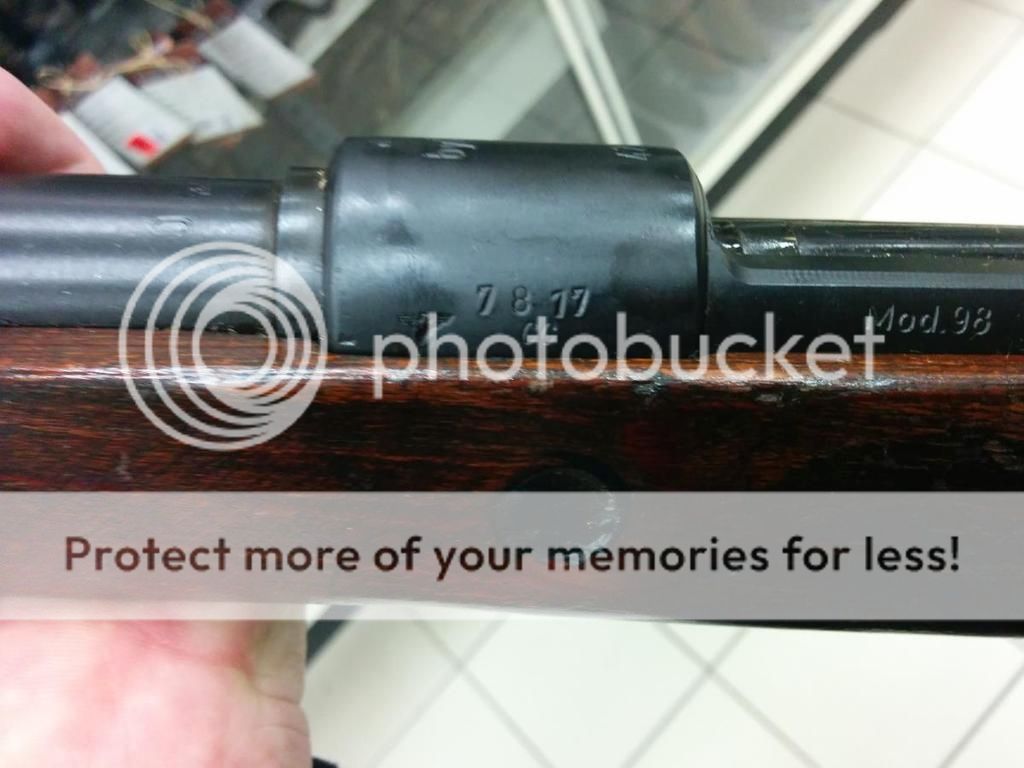 7 8 17
Mod.98
photobucket
Protect more of your memories for less!